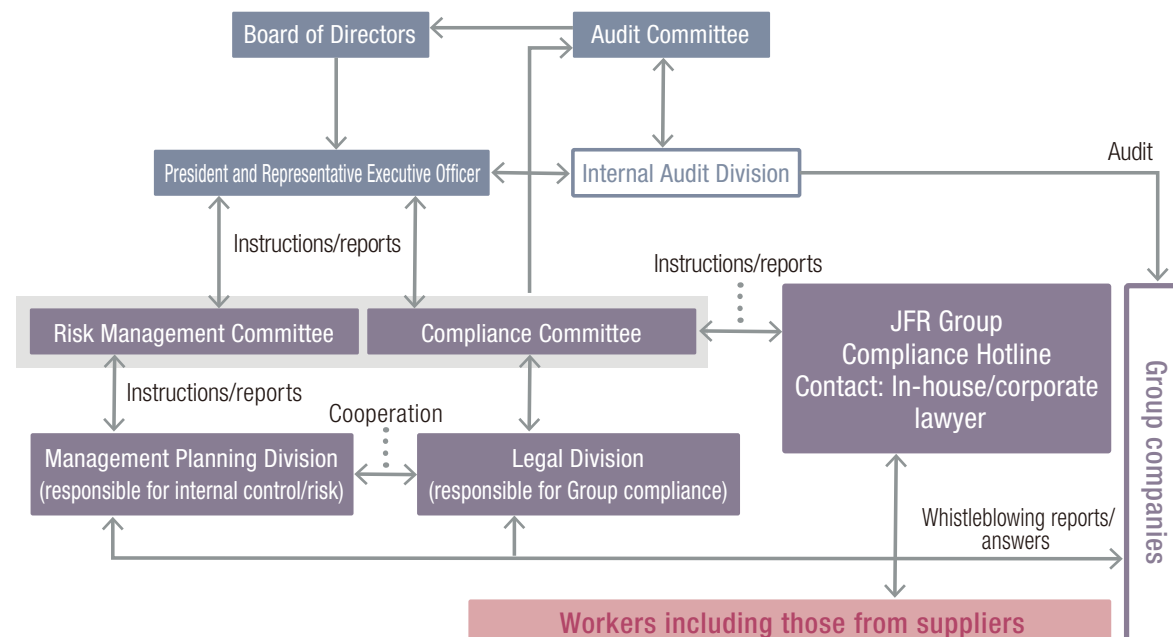 Board of Directors
Audit Committee
President and Representative Executive Officer
Internal Audit Division
Audit
Instructions/reports
Instructions/reports
Risk Management Committee
Compliance Committee
JFR Group
Compliance Hotline
Contact: In-house/corporate
lawyer
Group companies
Instructions/reports
Cooperation
Management Planning Division
(responsible for internal control/risk)
Legal Division
(responsible for Group compliance)
Whistleblowing reports/
answers
Workers including those from suppliers